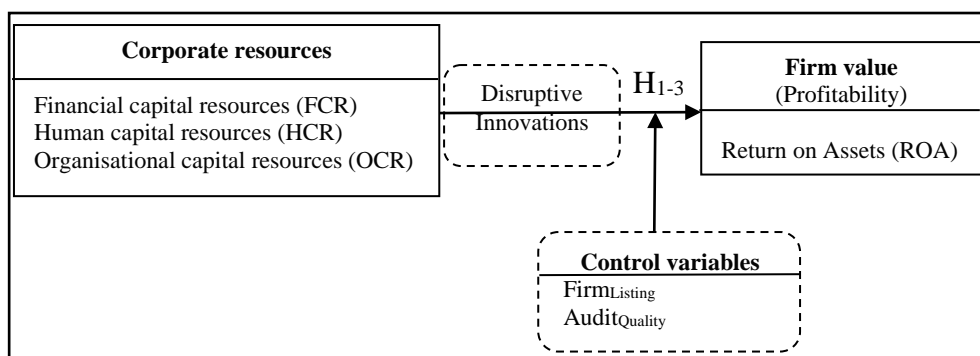 Corporate resources
Financial capital resources (FCR)
Human capital resources (HCR)
Organisational capital resources (OCR)
Disruptive
Innovations
H1-3
Firm value
(Profitability)
Return on Assets (ROA)
Control variables
FirmListing
AuditQuality